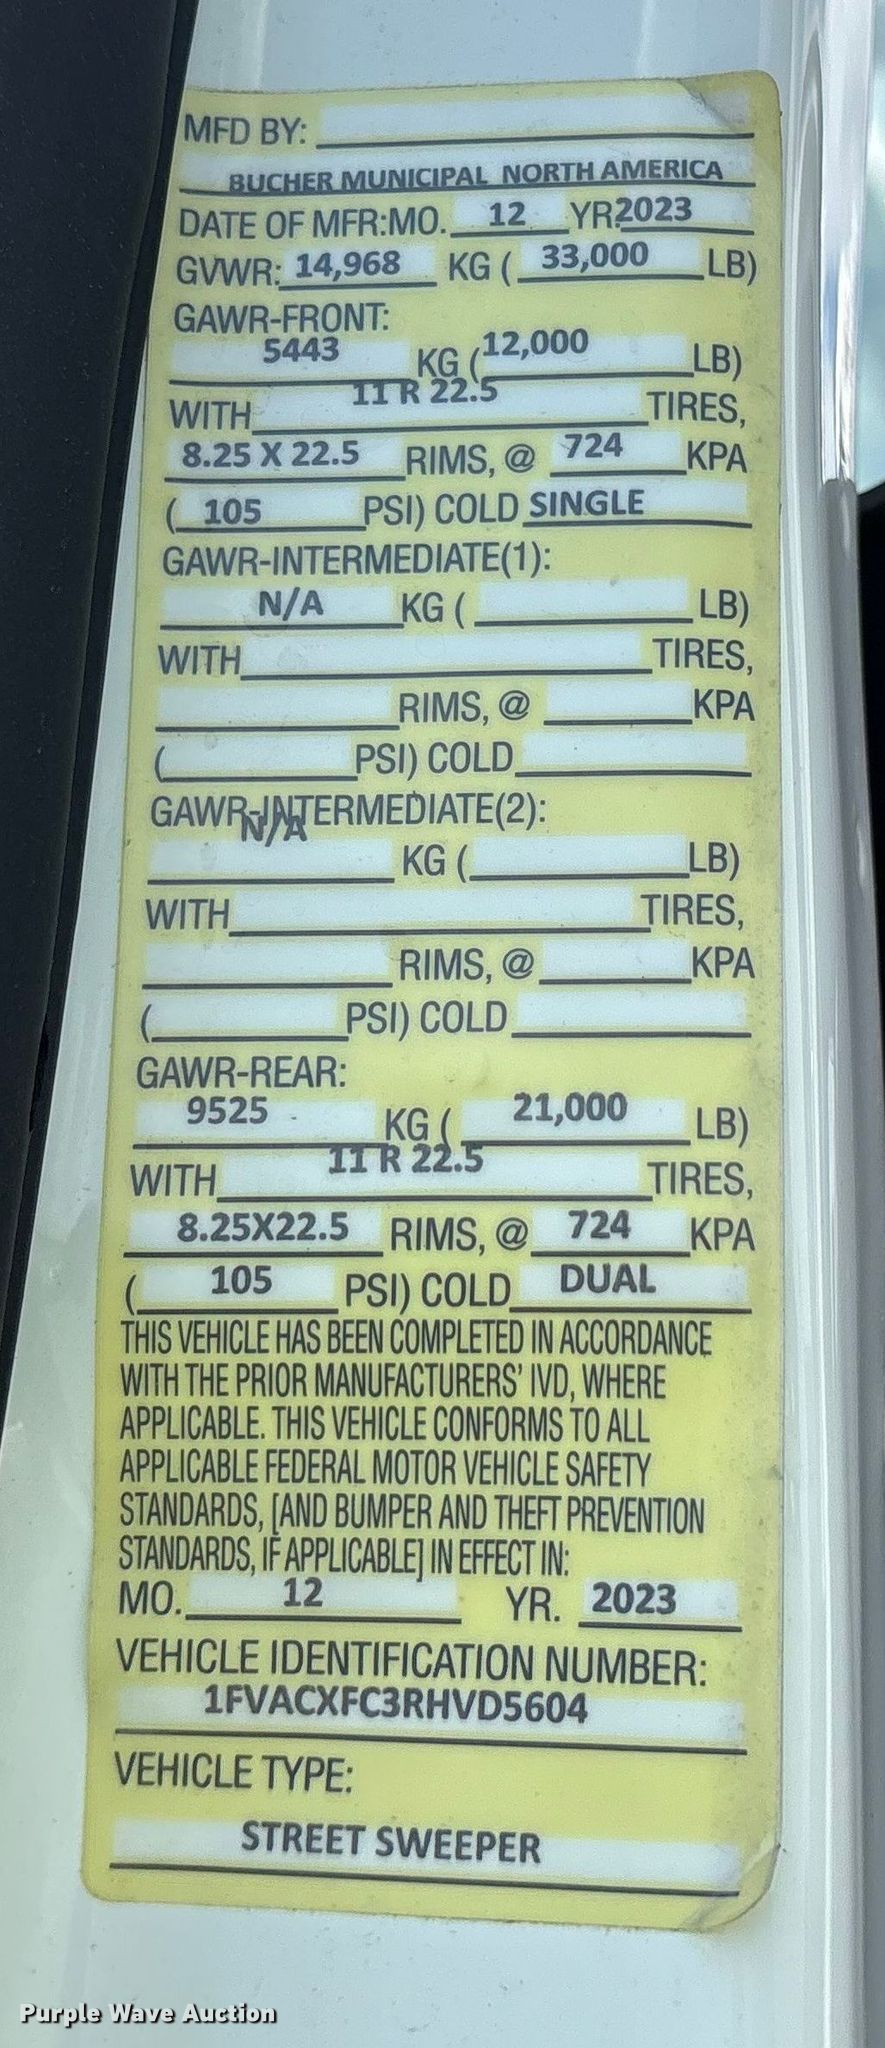 MFD BY:
BUCHER MUNICIPAL NORTH AMERICA
DATE OF MFR:MO. 12 YR. 2023
GVWR: 14,968 KG ( 33,000 LB)
GAWR-FRONT:
5443 KG (12,000 LB)
WITH 11 R 22.5 TIRES,
8.25 X 22.5 RIMS, @ 724 KPA
( 105 PSI) COLD SINGLE
GAWR-INTERMEDIATE(1):
N/A KG ( LB)
WITH TIRES,
RIMS, @ KPA
( PSI) COLD
GAWR-INTERMEDIATE(2):
N/A
KG ( LB)
WITH TIRES,
RIMS, @ KPA
( PSI) COLD
GAWR-REAR:
9525 KG ( 21,000 LB)
WITH 11 R 22.5 TIRES,
8.25X22.5 RIMS, @ 724 KPA
( 105 PSI) COLD DUAL
THIS VEHICLE HAS BEEN COMPLETED IN ACCORDANCE
WITH THE PRIOR MANUFACTURERS' IVD, WHERE
APPLICABLE. THIS VEHICLE CONFORMS TO ALL
APPLICABLE FEDERAL MOTOR VEHICLE SAFETY
STANDARDS, [AND BUMPER AND THEFT PREVENTION
STANDARDS, IF APPLICABLE] IN EFFECT IN:
MO. 12 YR. 2023
VEHICLE IDENTIFICATION NUMBER:
1FVACXFC3RHVD5604
VEHICLE TYPE:
STREET SWEEPER
Purple Wave Auction